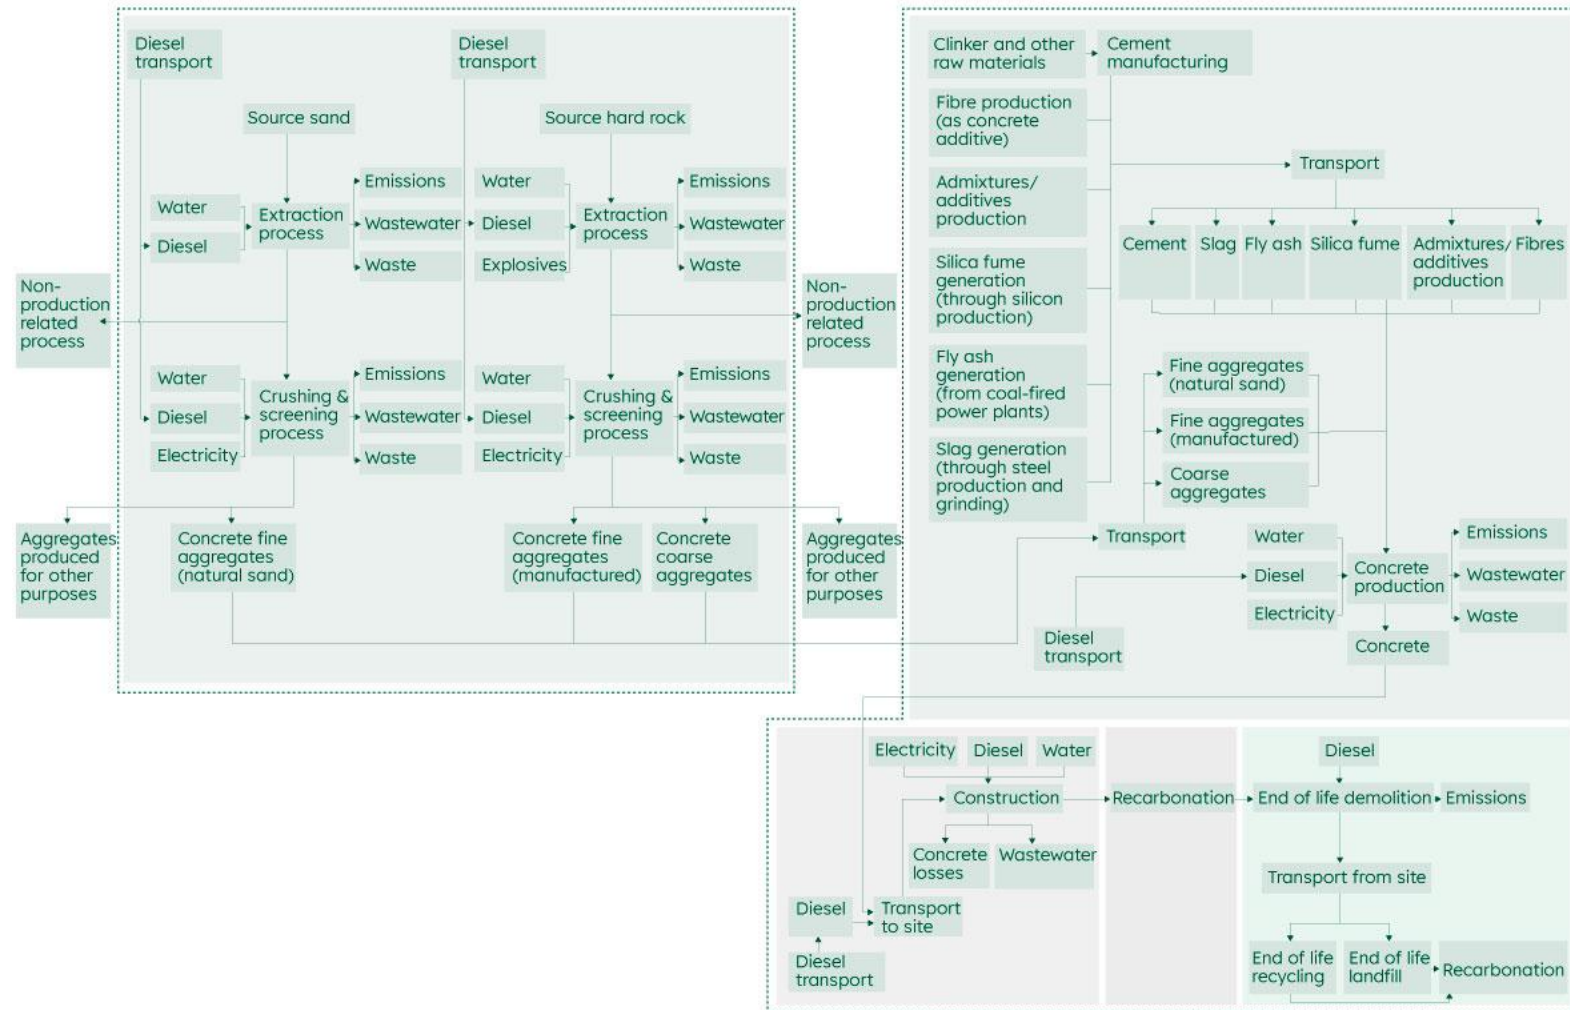 Diesel
transport
Diesel
transport
Source sand
Source hard rock
Water
Diesel
Extraction
process
Emissions
Wastewater
Waste
Water
Diesel
Explosives
Extraction
process
Emissions
Wastewater
Waste
Non-
production
related
process
Non-
production
related
process
Water
Diesel
Electricity
Crushing &
screening
process
Emissions
Wastewater
Waste
Water
Diesel
Electricity
Crushing &
screening
process
Emissions
Wastewater
Waste
Aggregates
produced
for other
purposes
Concrete fine
aggregates
(natural sand)
Concrete fine
aggregates
(manufactured)
Concrete
coarse
aggregates
Aggregates
produced
for other
purposes
Clinker and other
raw materials
Cement
manufacturing
Fibre production
(as concrete
additive)
Admixtures/
additives
production
Silica fume
generation
(through silicon
production)
Fly ash
generation
(from coal-fired
power plants)
Slag generation
(through steel
production and
grinding)
Transport
Cement
Slag
Fly ash
Silica fume
Admixtures/
additives
production
Fibres
Fine aggregates
(natural sand)
Fine aggregates
(manufactured)
Coarse
aggregates
Transport
Water
Diesel
Electricity
Concrete
production
Emissions
Wastewater
Waste
Diesel
transport
Concrete
Electricity
Diesel
Water
Construction
Concrete
losses
Wastewater
Diesel
Transport
to site
Diesel
transport
Recarbonation
Diesel
End of life demolition
Emissions
Transport from site
End of life
recycling
End of life
landfill
Recarbonation